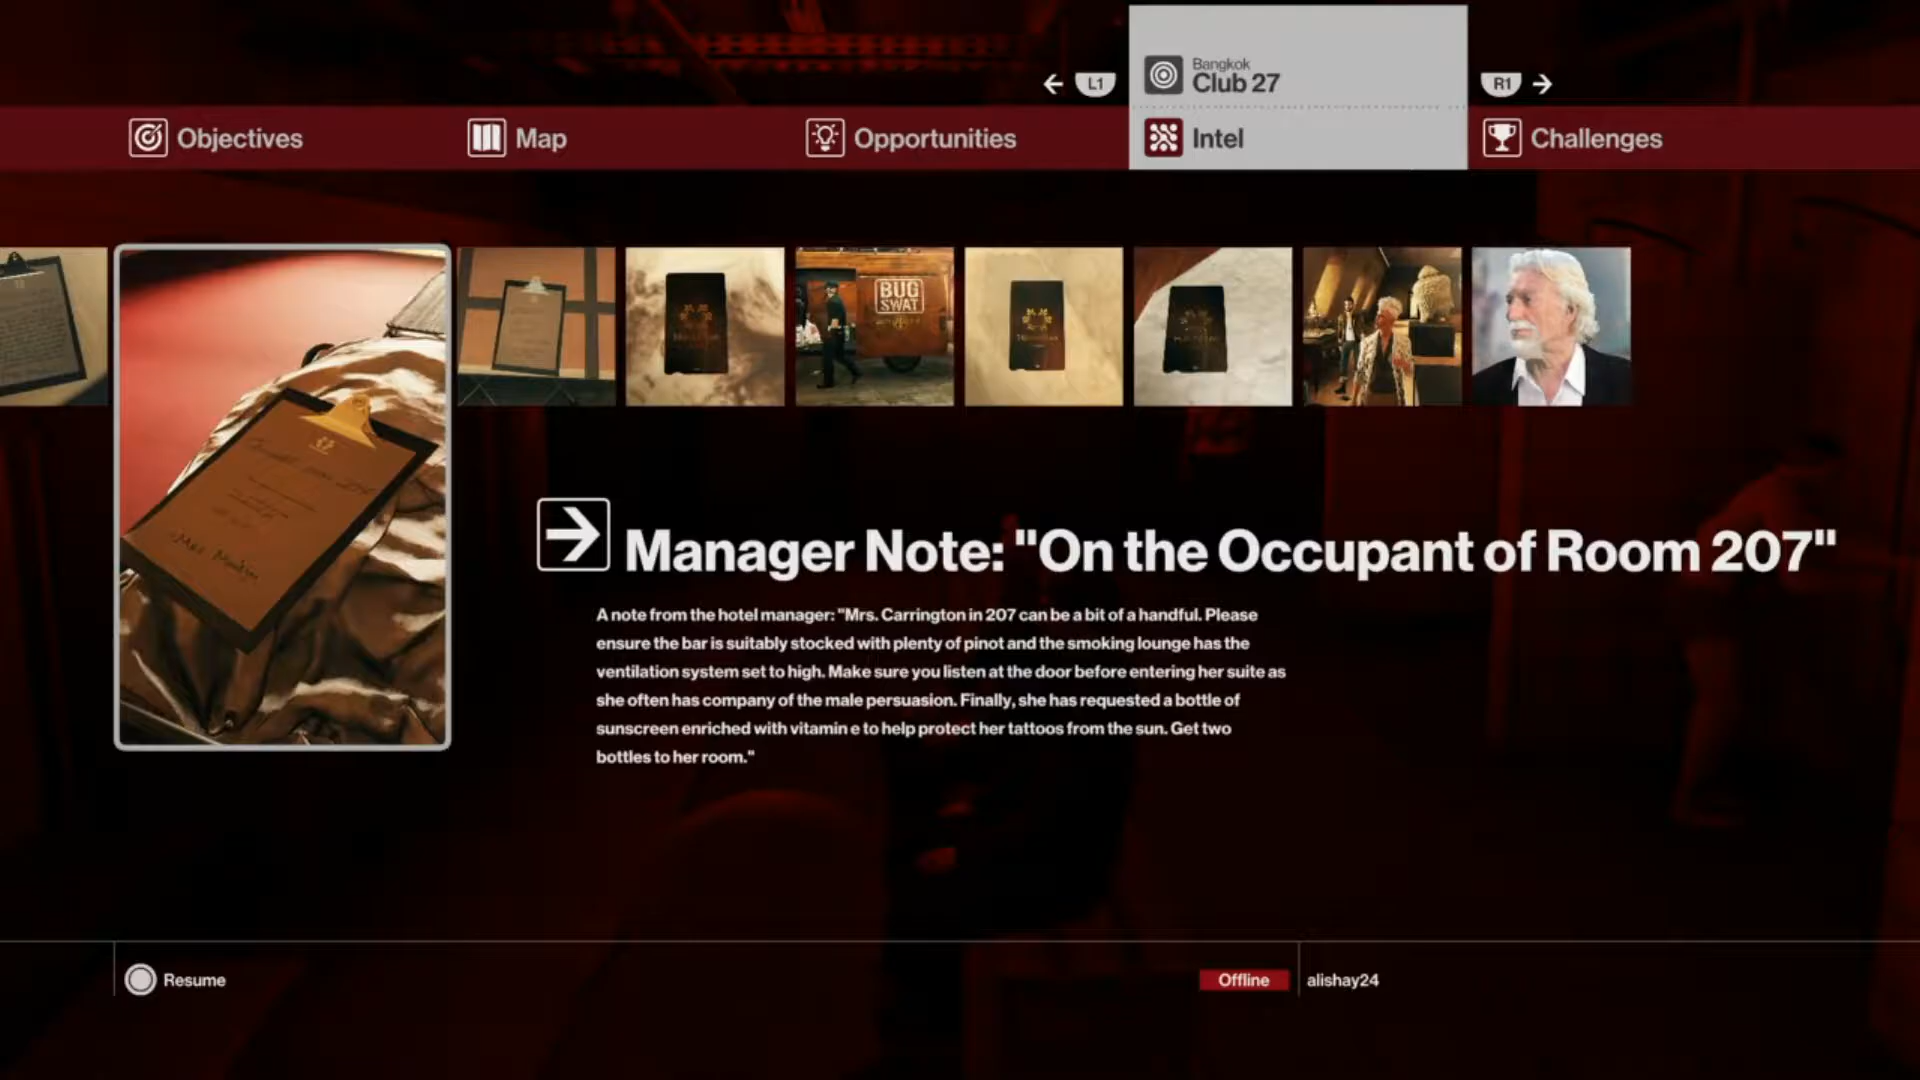 L1
Bangkok
Club 27
R1
Objectives
Map
Opportunities
Intel
Challenges
BUG
SWAT
Manager Note: "On the Occupant of Room 207"
A note from the hotel manager: "Mrs. Carrington in 207 can be a bit of a handful. Please
ensure the bar is suitably stocked with plenty of pinot and the smoking lounge has the
ventilation system set to high. Make sure you listen at the door before entering her suite as
she often has company of the male persuasion. Finally, she has requested a bottle of
sunscreen enriched with vitamin e to help protect her tattoos from the sun. Get two
bottles to her room."
Resume
Offline
alishay24